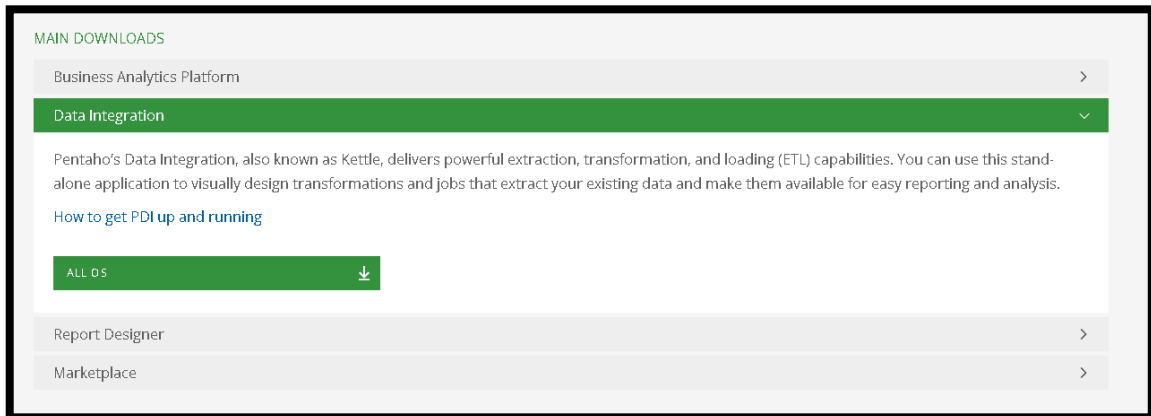 MAIN DOWNLOADS
Business Analytics Platform
Data Integration
Pentaho's Data Integration, also known as Kettle, delivers powerful extraction, transformation, and loading (ETL) capabilities. You can use this stand-
alone application to visually design transformations and jobs that extract your existing data and make them available for easy reporting and analysis.
How to get PDI up and running
ALL OS
Report Designer
Marketplace